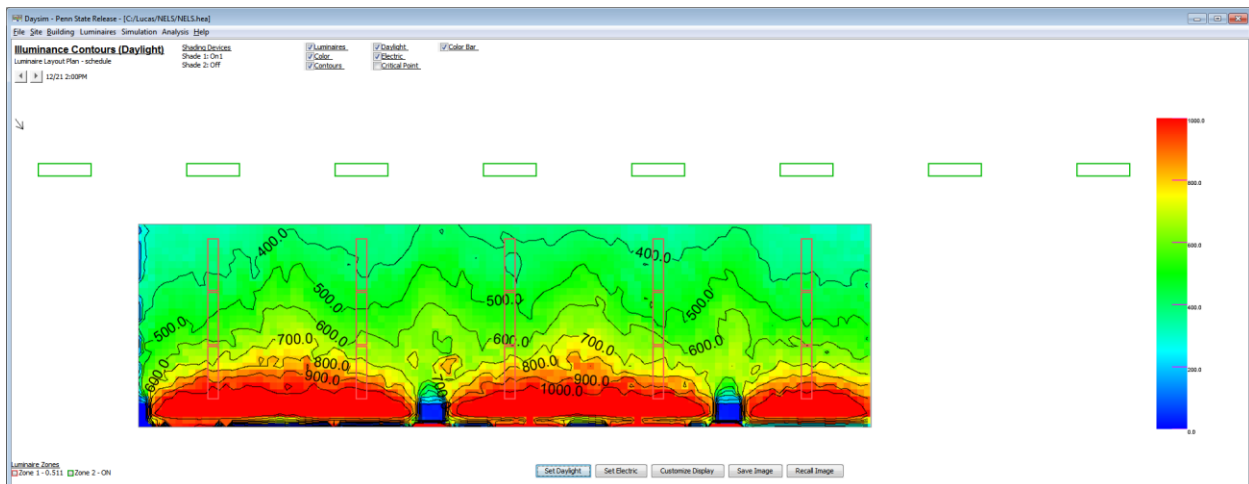 Daysim - Penn State Release - [C:/Lucas/NELS/NELS.hea]
File Site Building Luminaires Simulation Analysis Help
Illuminance Contours (Daylight)
Luminaire Layout Plan - schedule
12/21 2:00PM
Shading Devices
Shade 1: On1
Shade 2: Off
Luminaires Daylight Color Bar
Color Electric
Contours Critical Point
1000.0
800.0
600.0
400.0
200.0
0.0
400.0 400.0
500.0 500.0 500.0 500.0
600.0 600.0 600.0 600.0
700.0 700.0 700
800.0 800.0
900.0 900.0
1000.0
Luminaire Zones
Zone 1 - 0.511 Zone 2 - ON
Set Daylight Set Electric Customize Display Save Image Recall Image